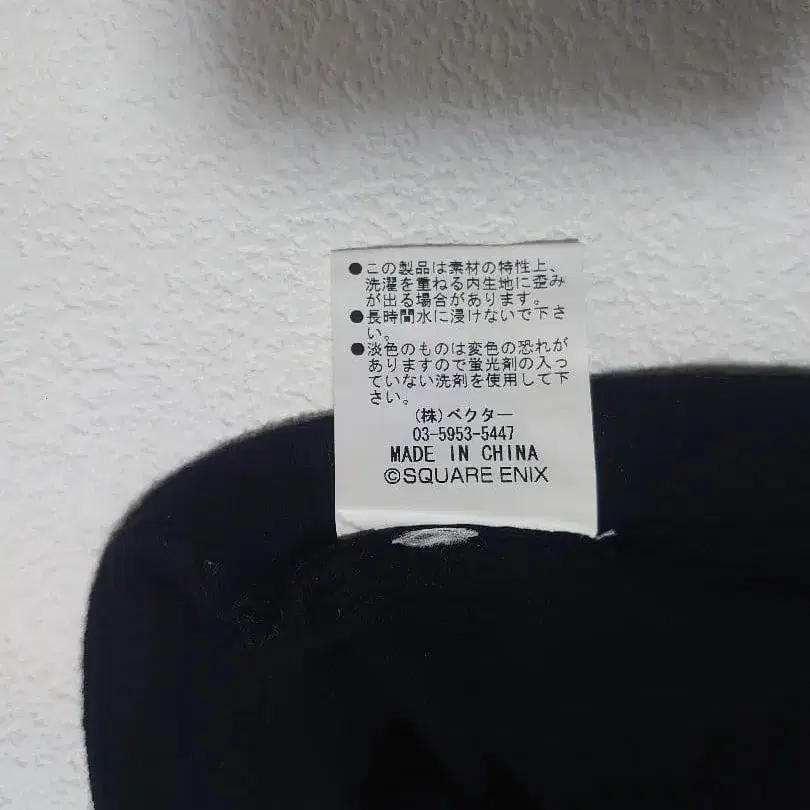 ●この製品は素材の特性上、
洗濯を重ねる内生地に歪み
が出る場合があります。
●長時間水に浸けないで下さ
い。
●淡色のものは変色の恐れが
ありますので蛍光剤の入っ
ていない洗剤を使用して下
さい。
(株)ベクター
03-5953-5447
MADE IN CHINA
©SQUARE ENIX